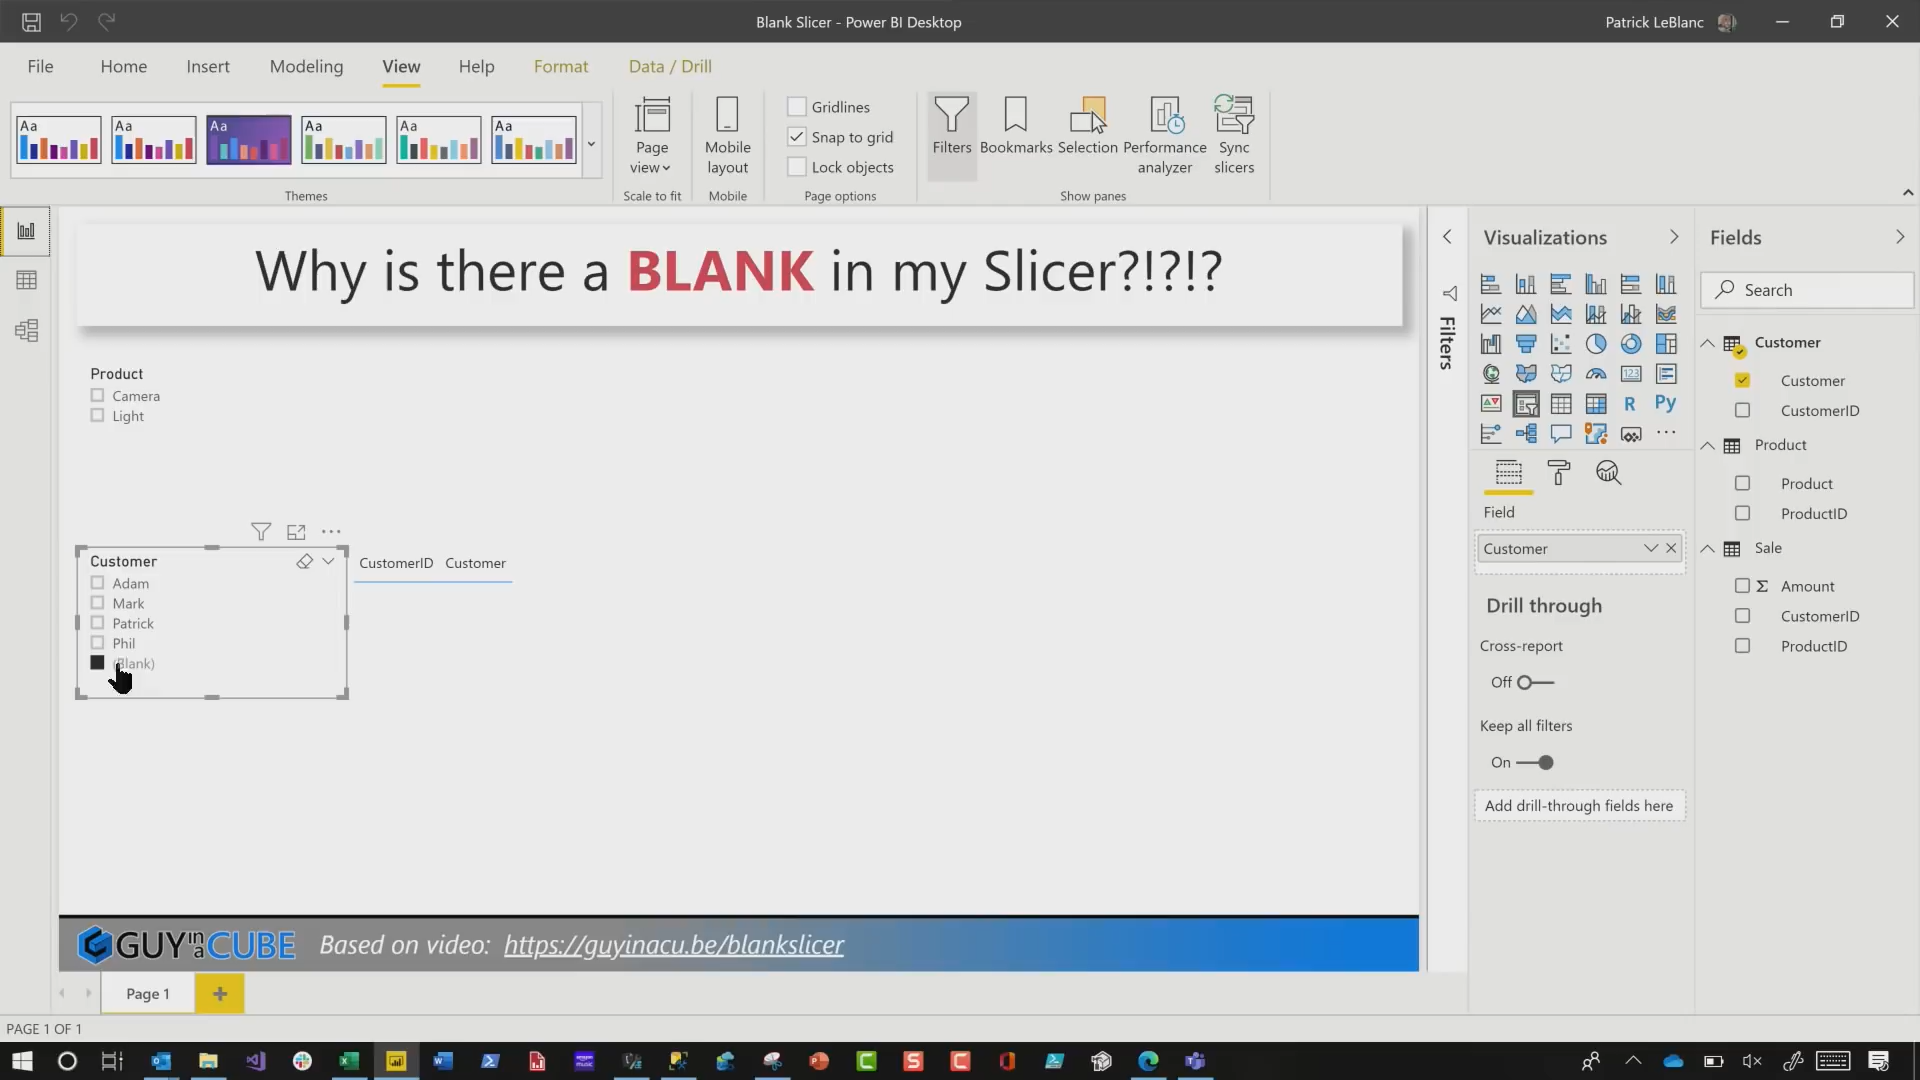 Blank Slicer - Power BI Desktop
Patrick LeBlanc
File
Home
Insert
Modeling
View
Help
Format
Data / Drill
Aa
Aa
Aa
Aa
Aa
Aa
Page view
Mobile layout
Gridlines
Snap to grid
Lock objects
Filters
Bookmarks
Selection
Performance analyzer
Sync slicers
Themes
Scale to fit
Mobile
Page options
Show panes
Why is there a BLANK in my Slicer?!?!?
Product
Camera
Light
Customer
Adam
Mark
Patrick
Phil
(Blank)
CustomerID Customer
GUY in a CUBE
Based on video: https://guyinacu.be/blankslicer
Page 1
PAGE 1 OF 1
Filters
Visualizations
123
R
Py
Field
Customer
Drill through
Cross-report
Off
Keep all filters
On
Add drill-through fields here
Fields
Search
Customer
Customer
CustomerID
Product
Product
ProductID
Sale
Σ Amount
CustomerID
ProductID